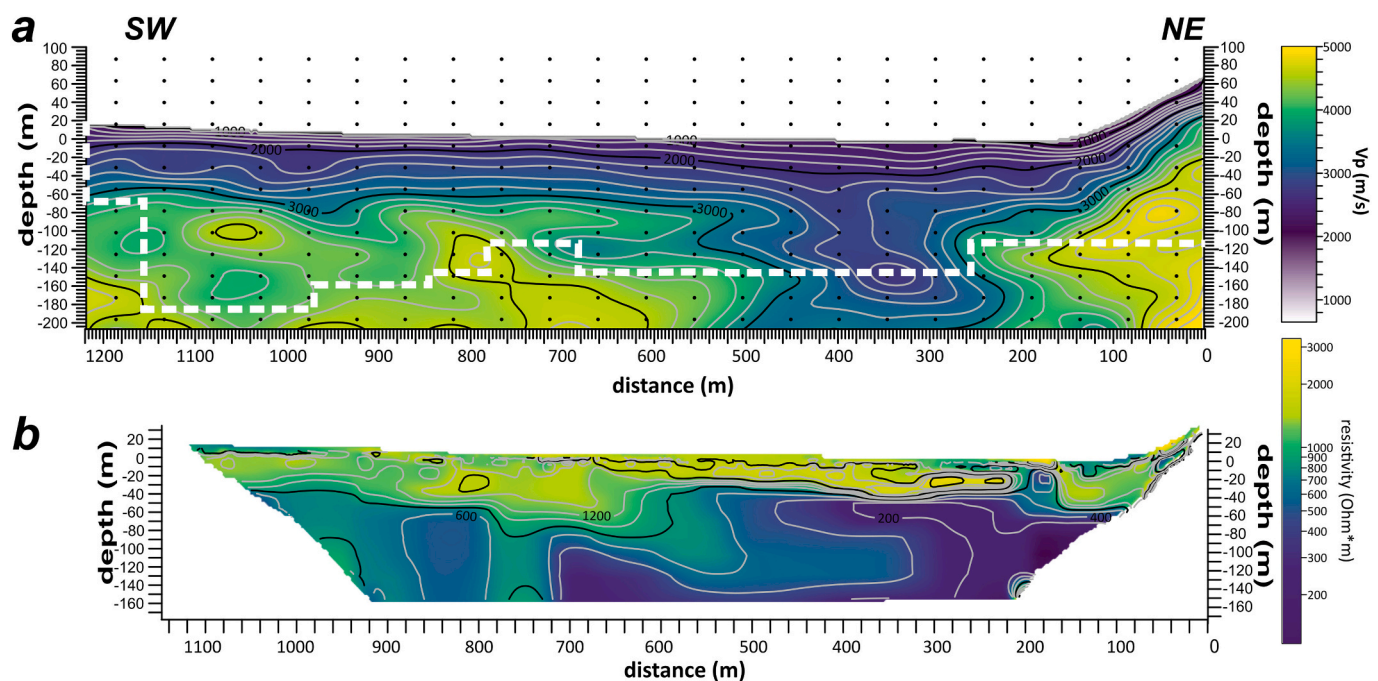 a SW NE
100 100
80 80
60 60
40 40
20 20
0 0
-20 -20
-40 -40
-60 -60
-80 -80
-100 -100
-120 -120
-140 -140
-160 -160
-180 -180
-200 -200
depth (m)
depth (m)
1000 1000 1000
2000 2000 2000
3000 3000 3000
1200 1100 1000 900 800 700 600 500 400 300 200 100 0
distance (m)
5000
4000
3000
2000
1000
Vp (m/s)
b
20 20
0 0
-20 -20
-40 -40
-60 -60
-80 -80
-100 -100
-120 -120
-140 -140
-160 -160
depth (m)
depth (m)
600 1200 200 400
1100 1000 900 800 700 600 500 400 300 200 100 0
distance (m)
3000
2000
1000
900
800
700
600
500
400
300
200
resistivity (Ohm*m)